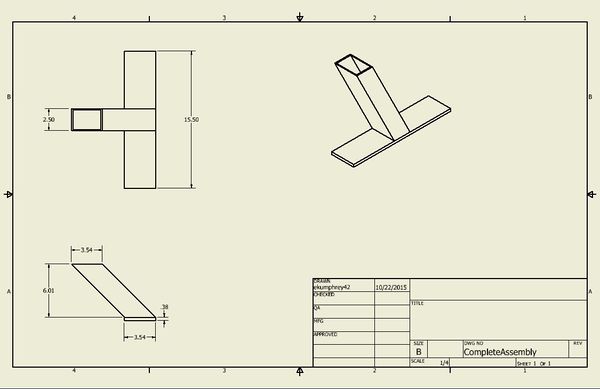 4
3
2
1
B
B
2.50
15.50
3.54
6.01
.38
3.54
A
A
DRAWN
ekumphrey42
10/22/2015
CHECKED
QA
MFG
APPROVED
TITLE
SIZE
B
DWG NO
CompleteAssembly
REV
SCALE
1/4
SHEET 1 OF 1
4
3
2
1